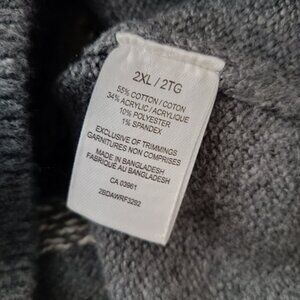 2XL / 2TG
55% COTTON / COTON
34% ACRYLIC / ACRYLIQUE
10% POLYESTER
1% SPANDEX
EXCLUSIVE OF TRIMMINGS
GARNITURES NON COMPRISES
MADE IN BANGLADESH
FABRIQUÉ AU BANGLADESH
CA 03961
2BDAWRF3292